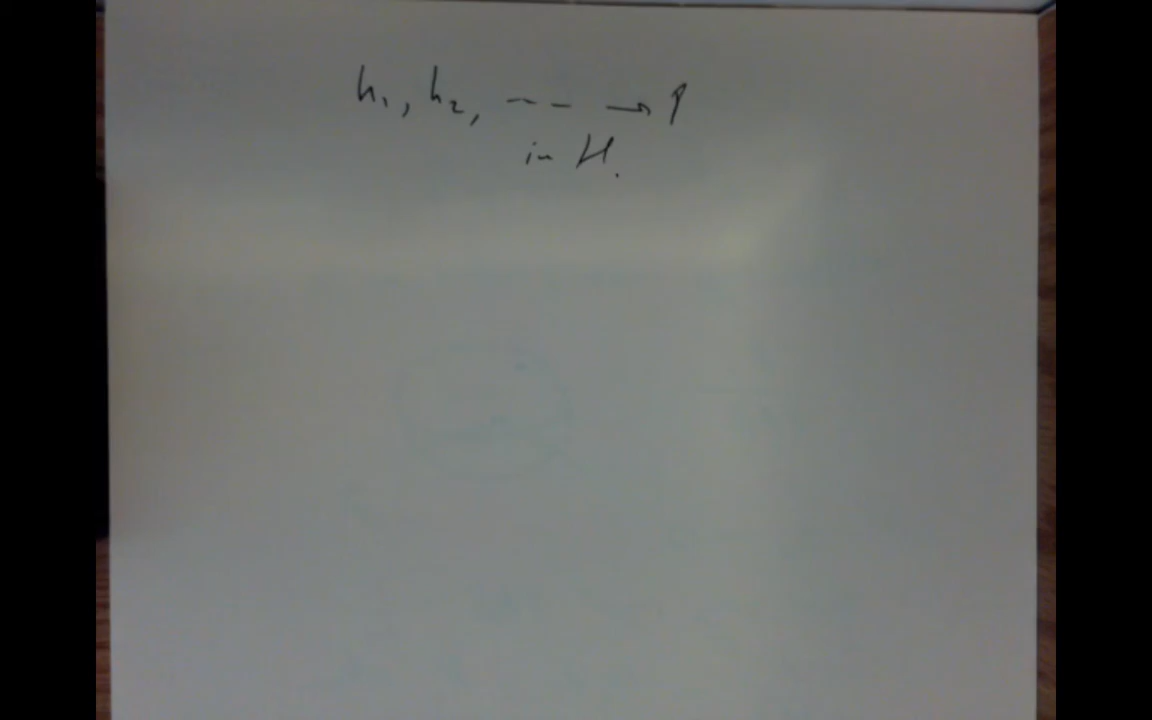 h₁, h₂, --- → p
in H.